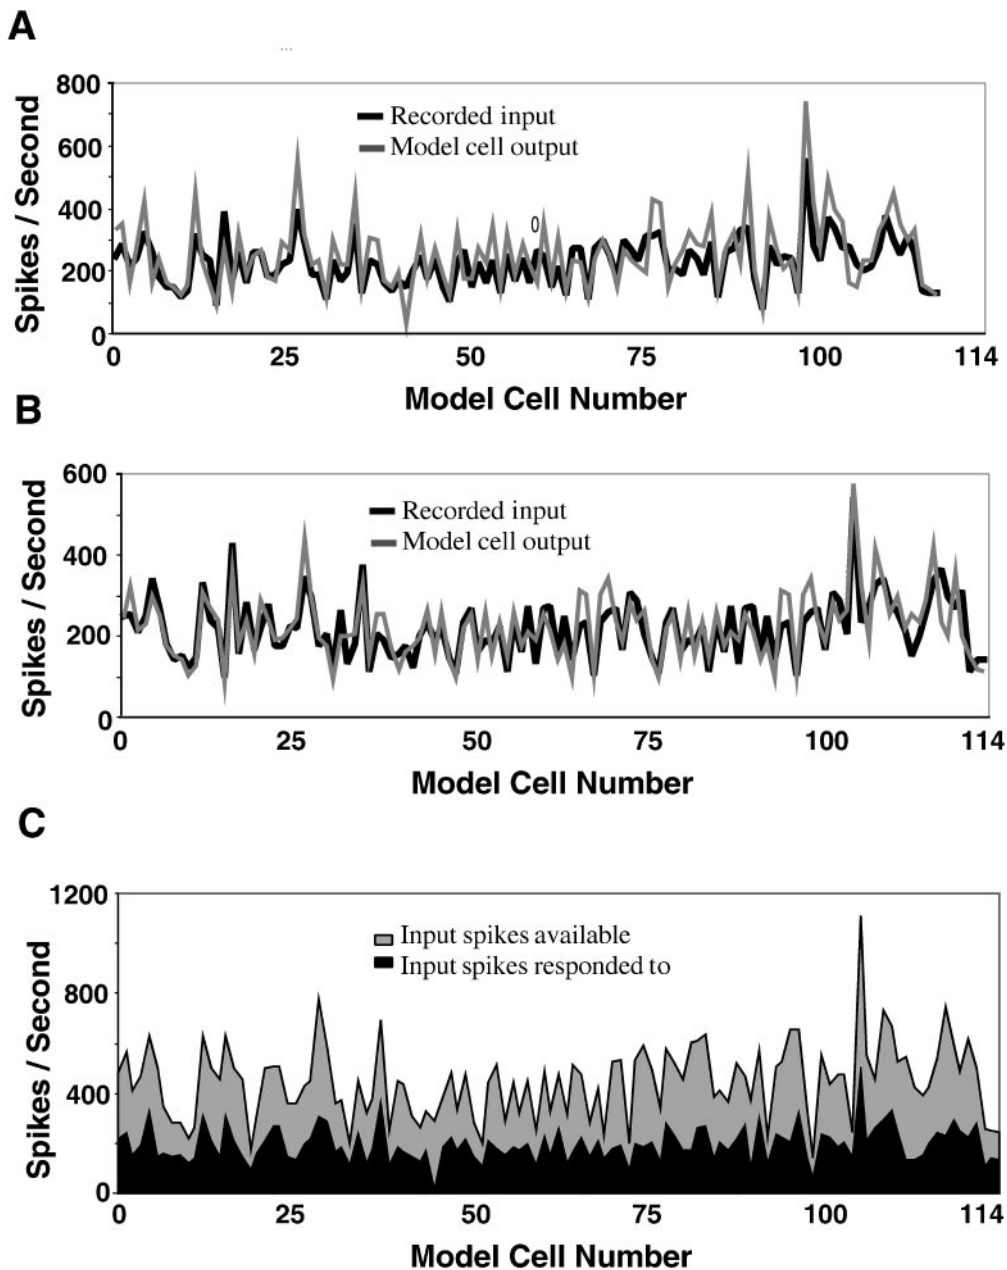 A
...
800
600
400
200
0
Spikes / Second
Recorded input
Model cell output
0
0 25 50 75 100 114
Model Cell Number
B
600
400
200
0
Spikes / Second
Recorded input
Model cell output
0 25 50 75 100 114
Model Cell Number
C
1200
800
400
0
Spikes / Second
Input spikes available
Input spikes responded to
0 25 50 75 100 114
Model Cell Number